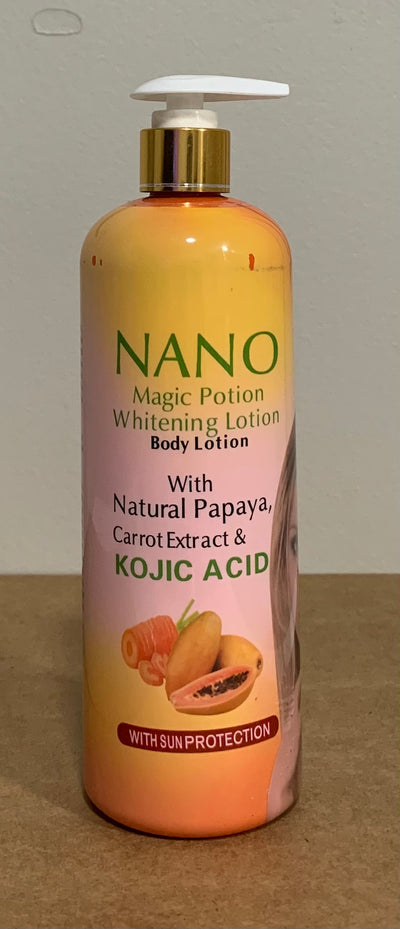 NANO
Magic Potion
Whitening Lotion
Body Lotion
With
Natural Papaya,
Carrot Extract &
KOJIC ACID
WITH SUN PROTECTION